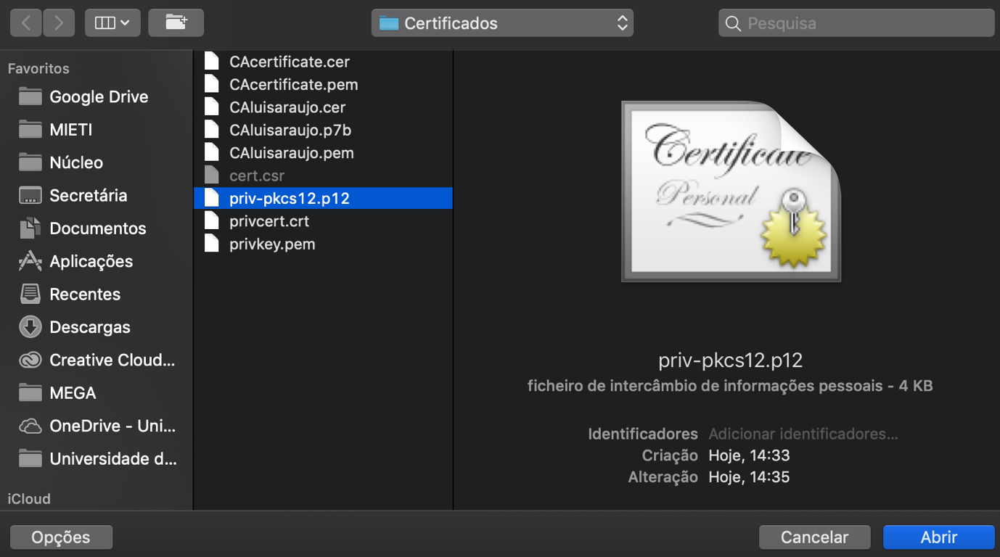 Certificados
Pesquisa
Favoritos
Google Drive
MIETI
Núcleo
Secretária
Documentos
Aplicações
Recentes
Descargas
Creative Cloud...
MEGA
OneDrive - Uni...
Universidade d...
iCloud
CAcertificate.cer
CAcertificate.pem
CAluisaraujo.cer
CAluisaraujo.p7b
CAluisaraujo.pem
cert.csr
priv-pkcs12.p12
privcert.crt
privkey.pem
Certificate
Personal
priv-pkcs12.p12
ficheiro de intercâmbio de informações pessoais - 4 KB
Identificadores Adicionar identificadores...
Criação Hoje, 14:33
Alteração Hoje, 14:35
Opções
Cancelar
Abrir